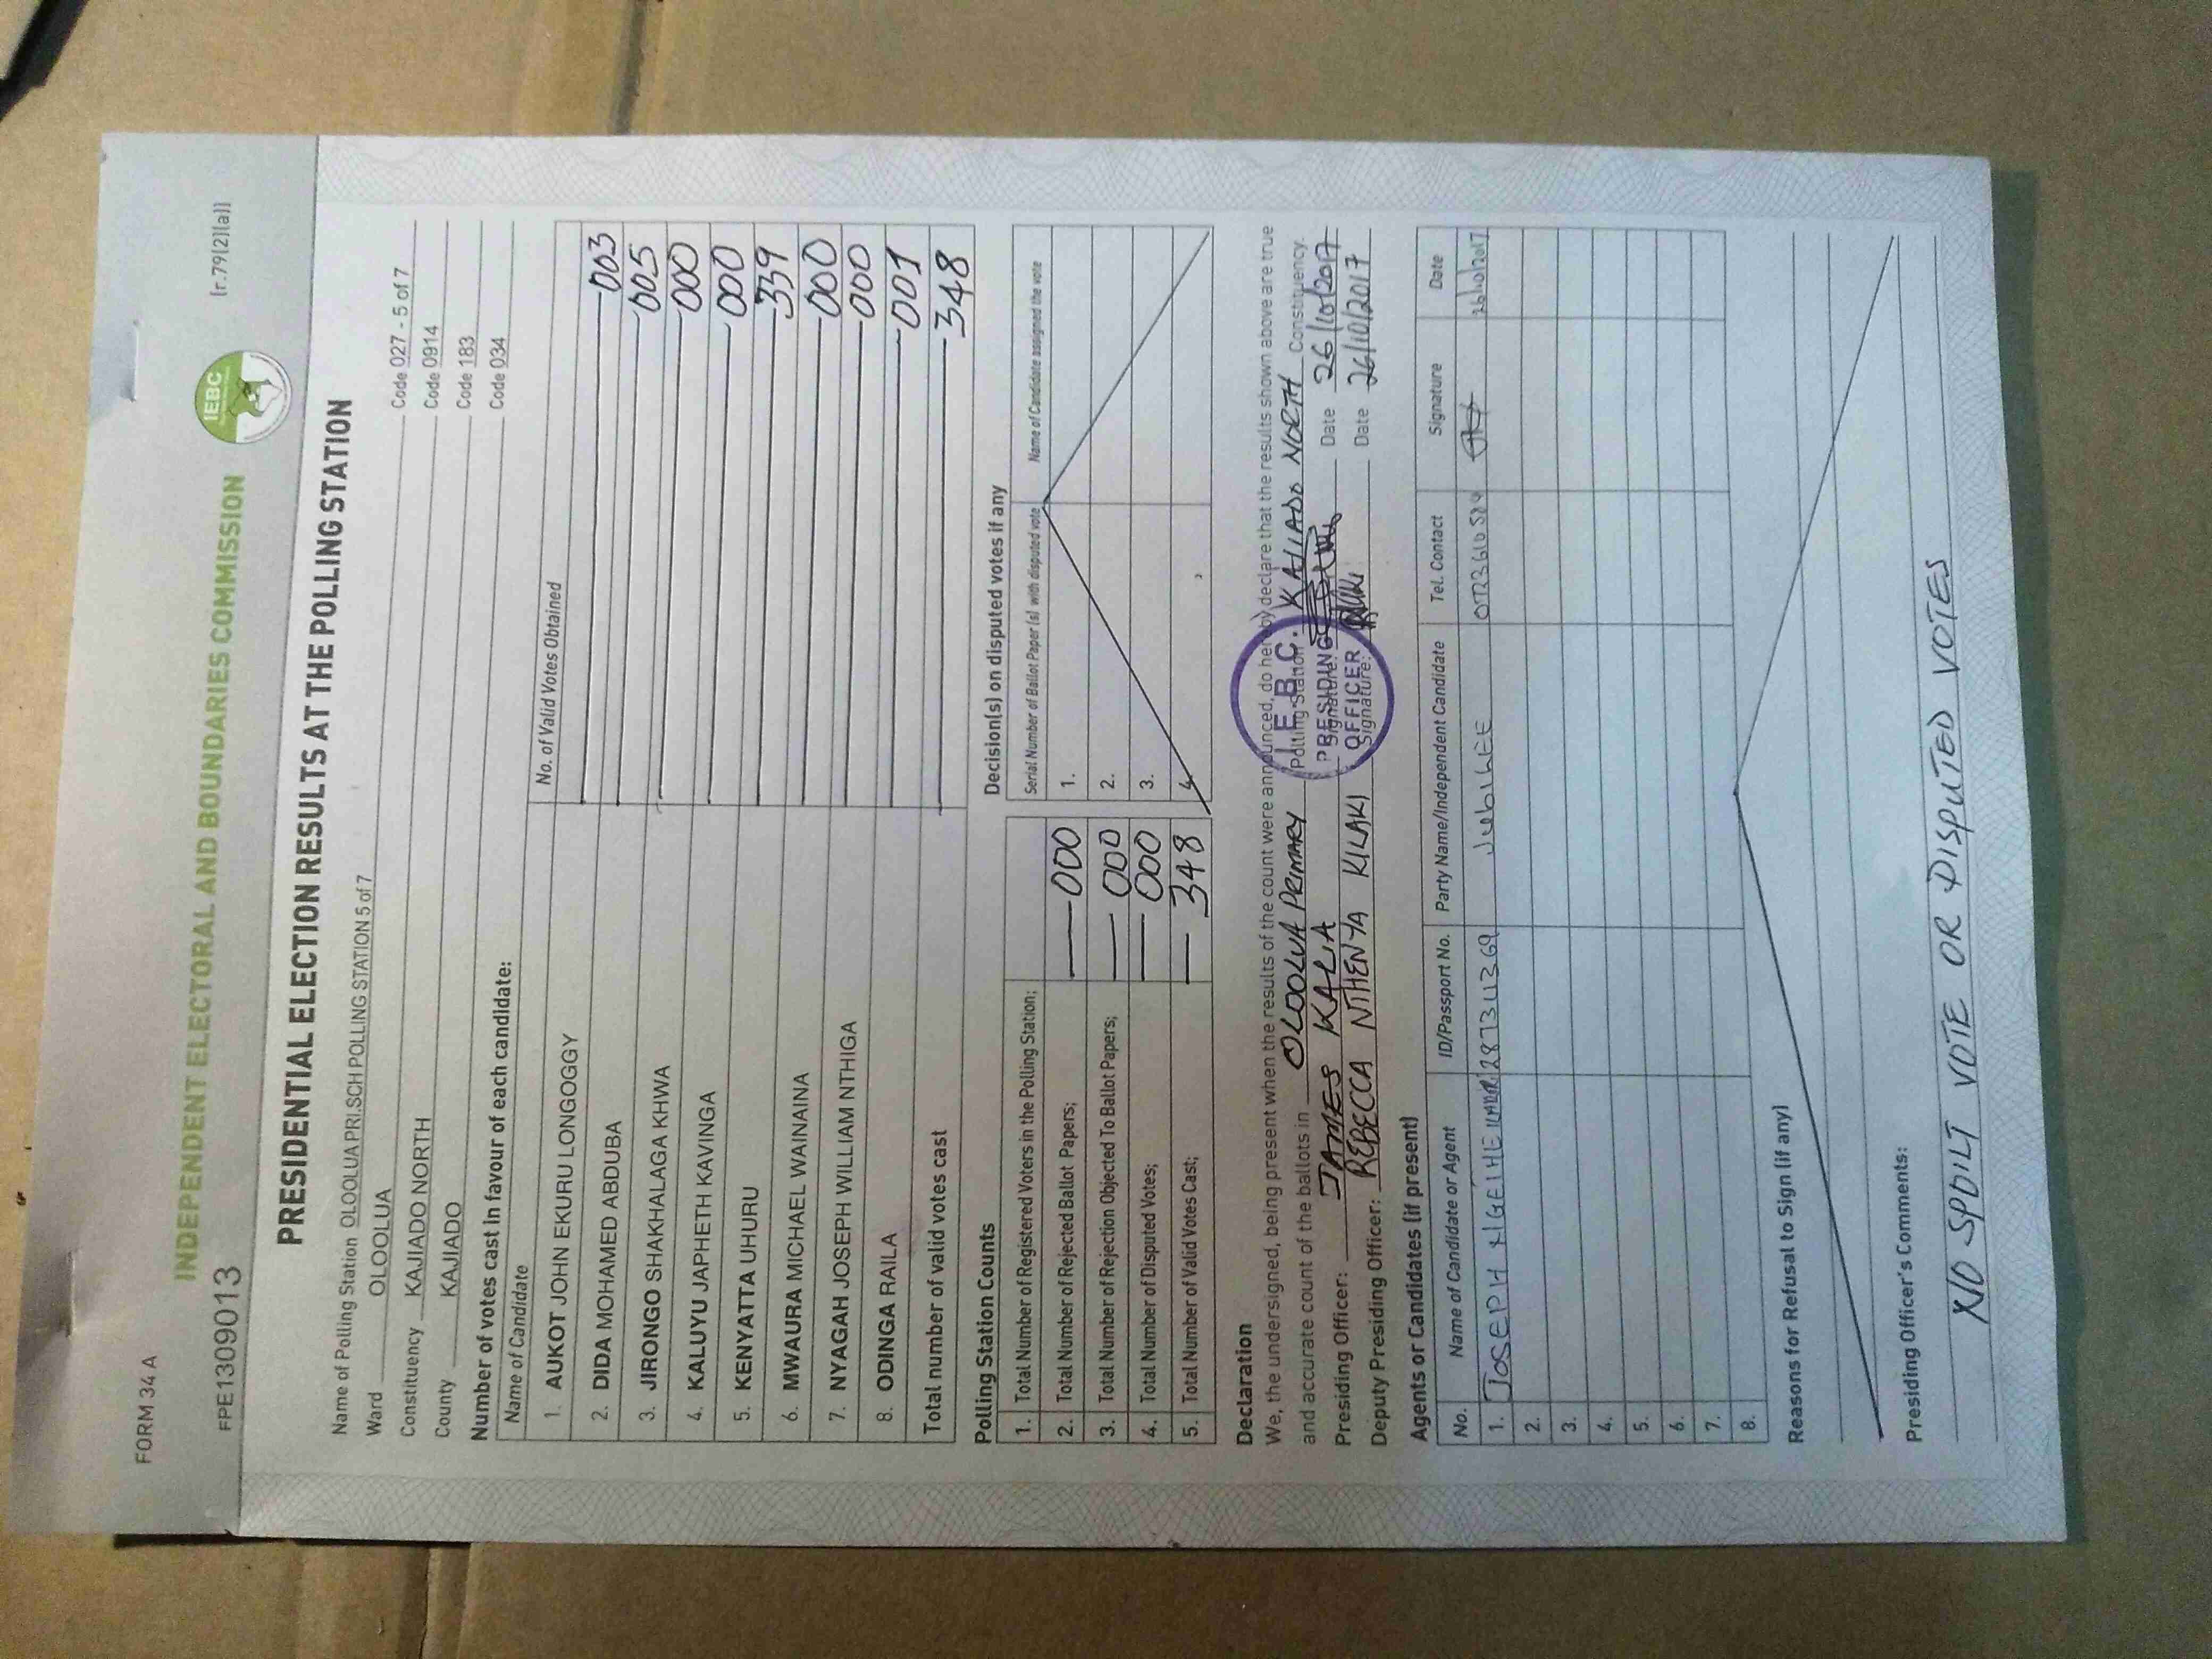 FORM 34 A
INDEPENDENT ELECTORAL AND BOUNDARIES COMMISSION
IEBC
[r.79(2)(a)]
FPE1309013
PRESIDENTIAL ELECTION RESULTS AT THE POLLING STATION
Name of Polling Station OLOOLUA PRI.SCH POLLING STATION 5 of 7 Code 027 - 5 of 7
Ward OLOOLUA Code 0914
Constituency KAJIADO NORTH Code 183
County KAJIADO Code 034
Number of votes cast in favour of each candidate:
Name of Candidate No. of Valid Votes Obtained
1. AUKOT JOHN EKURU LONGOGGY 003
2. DIDA MOHAMED ABDUBA 005
3. JIRONGO SHAKHALAGA KHWA 000
4. KALUYU JAPHETH KAVINGA 000
5. KENYATTA UHURU 339
6. MWAURA MICHAEL WAINAINA 000
7. NYAGAH JOSEPH WILLIAM NTHIGA 000
8. ODINGA RAILA 001
Total number of valid votes cast 348
Polling Station Counts
1. Total Number of Registered Voters in the Polling Station;
2. Total Number of Rejected Ballot Papers; 000
3. Total Number of Rejection Objected To Ballot Papers; 000
4. Total Number of Disputed Votes; 000
5. Total Number of Valid Votes Cast; 348
Decision(s) on disputed votes if any
Serial Number of Ballot Paper (s) with disputed vote Name of Candidate assigned the vote
1.
2.
3.
4.
Declaration
We, the undersigned, being present when the results of the count were announced, do hereby declare that the results shown above are true
and accurate count of the ballots in OLOOLUA PRIMARY Polling Station KAJIADO NORTH Constituency.
Presiding Officer: JAMES KALIA Signature: Date 26/10/2017
Deputy Presiding Officer: REBECCA NTHENYA KILAKI Signature: Date 26/10/2017
I.E.B.C.
PRESIDING
OFFICER
Agents or Candidates (if present)
No. Name of Candidate or Agent ID/Passport No. Party Name/Independent Candidate Tel. Contact Signature Date
1. JOSEPH JUBILEE 26/10/2017
2.
3.
4.
5.
6.
7.
8.
Reasons for Refusal to Sign (if any)
Presiding Officer's Comments:
NO SPOILT VOTE OR DISPUTED VOTES